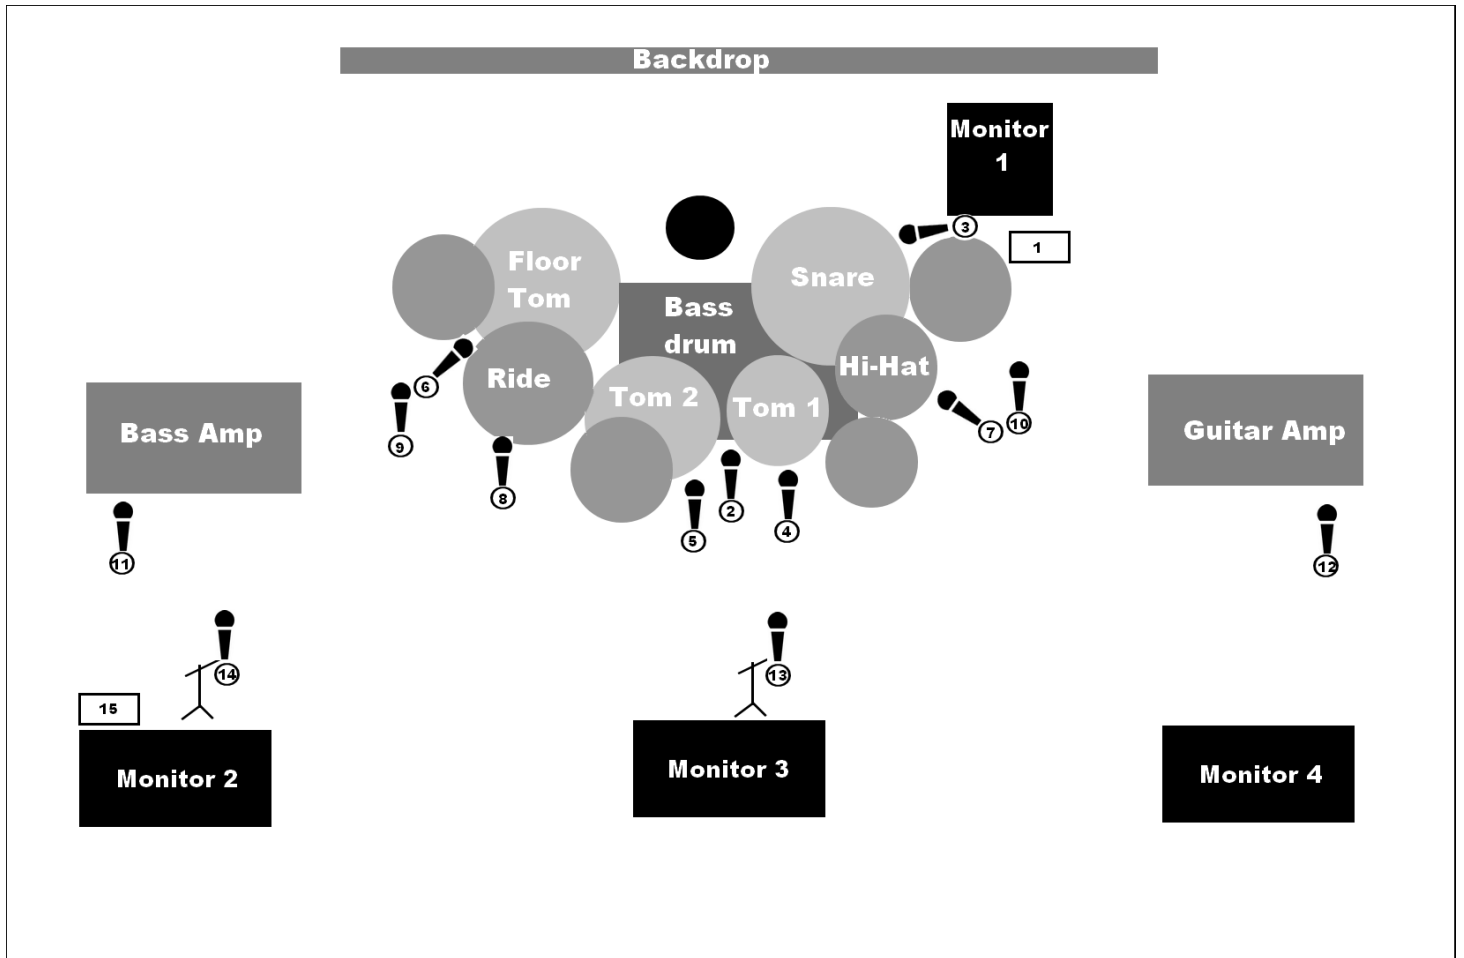 Backdrop
Monitor
1
3
1
Floor
Tom
Snare
Bass
drum
Hi-Hat
Ride
Tom 2
Tom 1
6
9
7
10
Bass Amp
Guitar Amp
8
2
4
5
11
12
14
13
15
Monitor 2
Monitor 3
Monitor 4